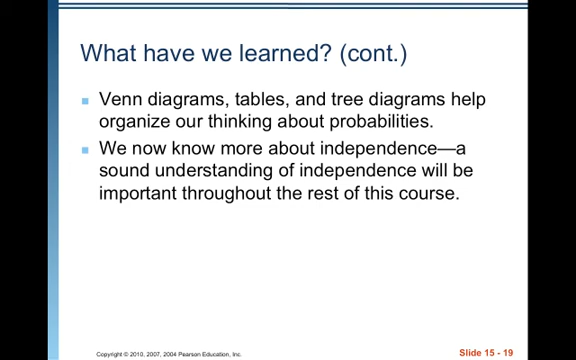 What have we learned? (cont.)
Venn diagrams, tables, and tree diagrams help
organize our thinking about probabilities.
We now know more about independence—a
sound understanding of independence will be
important throughout the rest of this course.
Copyright © 2010, 2007, 2004 Pearson Education, Inc.
Slide 15 - 19